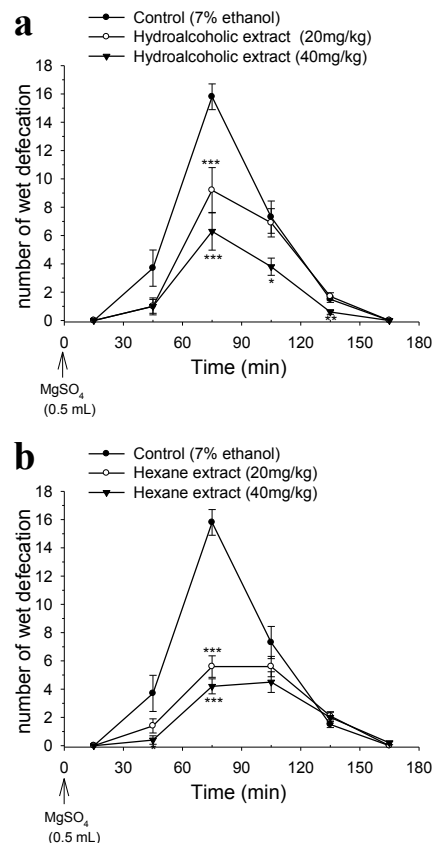 a
Control (7% ethanol)
Hydroalcoholic extract (20mg/kg)
Hydroalcoholic extract (40mg/kg)
number of wet defecation
18
16
14
12
10
8
6
4
2
0
***
***
*
**
0 30 60 90 120 150 180
Time (min)
MgSO₄
(0.5 mL)
b
Control (7% ethanol)
Hexane extract (20mg/kg)
Hexane extract (40mg/kg)
number of wet defecation
18
16
14
12
10
8
6
4
2
0
***
***
*
0 30 60 90 120 150 180
Time (min)
MgSO₄
(0.5 mL)